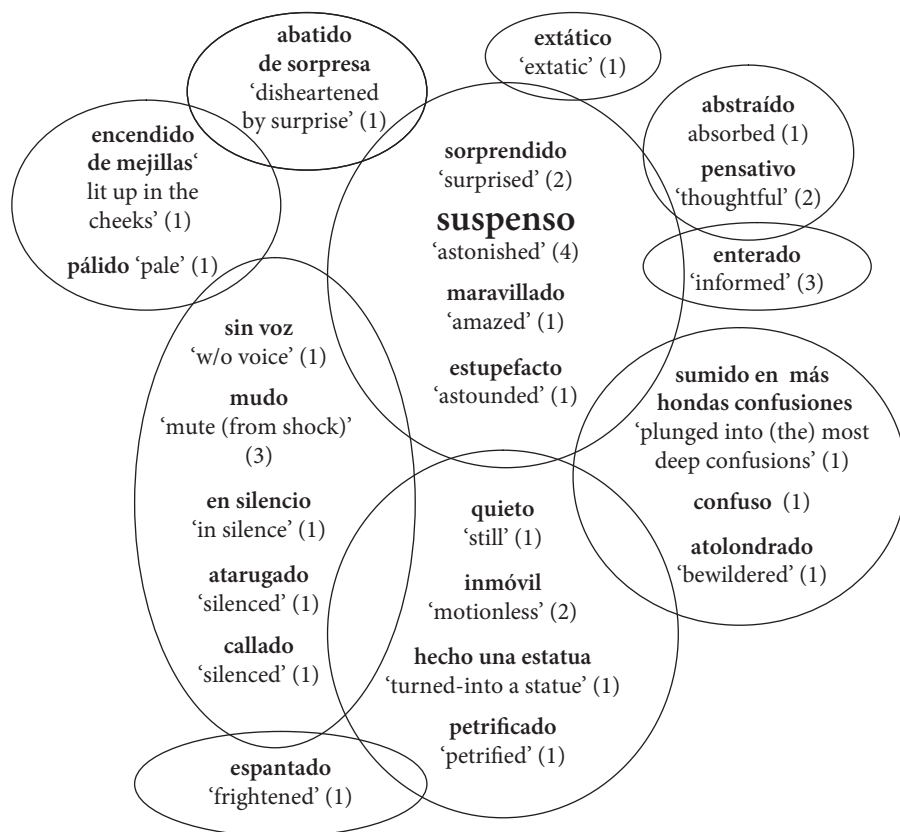 abatido
de sorpresa
‘disheartened
by surprise’ (1)
extático
‘extatic’ (1)
encendido
de mejillas‘
lit up in the
cheeks’ (1)
pálido ‘pale’ (1)
sorprendido
‘surprised’ (2)
suspenso
‘astonished’ (4)
maravillado
‘amazed’ (1)
estupefacto
‘astounded’ (1)
abstraído
absorbed (1)
pensativo
‘thoughtful’ (2)
enterado
‘informed’ (3)
sin voz
‘w/o voice’ (1)
mudo
‘mute (from shock)’
(3)
en silencio
‘in silence’ (1)
atarugado
‘silenced’ (1)
callado
‘silenced’ (1)
sumido en más
hondas confusiones
‘plunged into (the) most
deep confusions’ (1)
confuso (1)
atolondrado
‘bewildered’ (1)
quieto
‘still’ (1)
inmóvil
‘motionless’ (2)
hecho una estatua
‘turned-into a statue’ (1)
petrificado
‘petrified’ (1)
espantado
‘frightened’ (1)